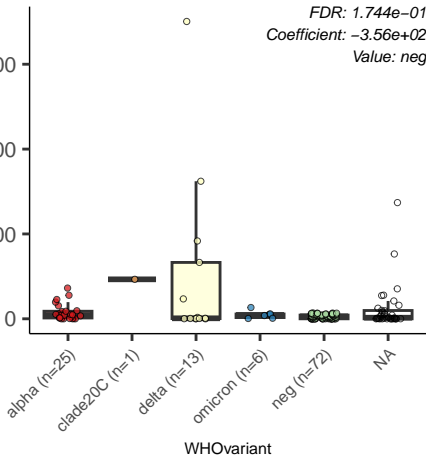 FDR: 1.744e−01
Coefficient: −3.56e+02
Value: neg
00
00
00
0
alpha (n=25)
clade20C (n=1)
delta (n=13)
omicron (n=6)
neg (n=72)
NA
WHOvariant